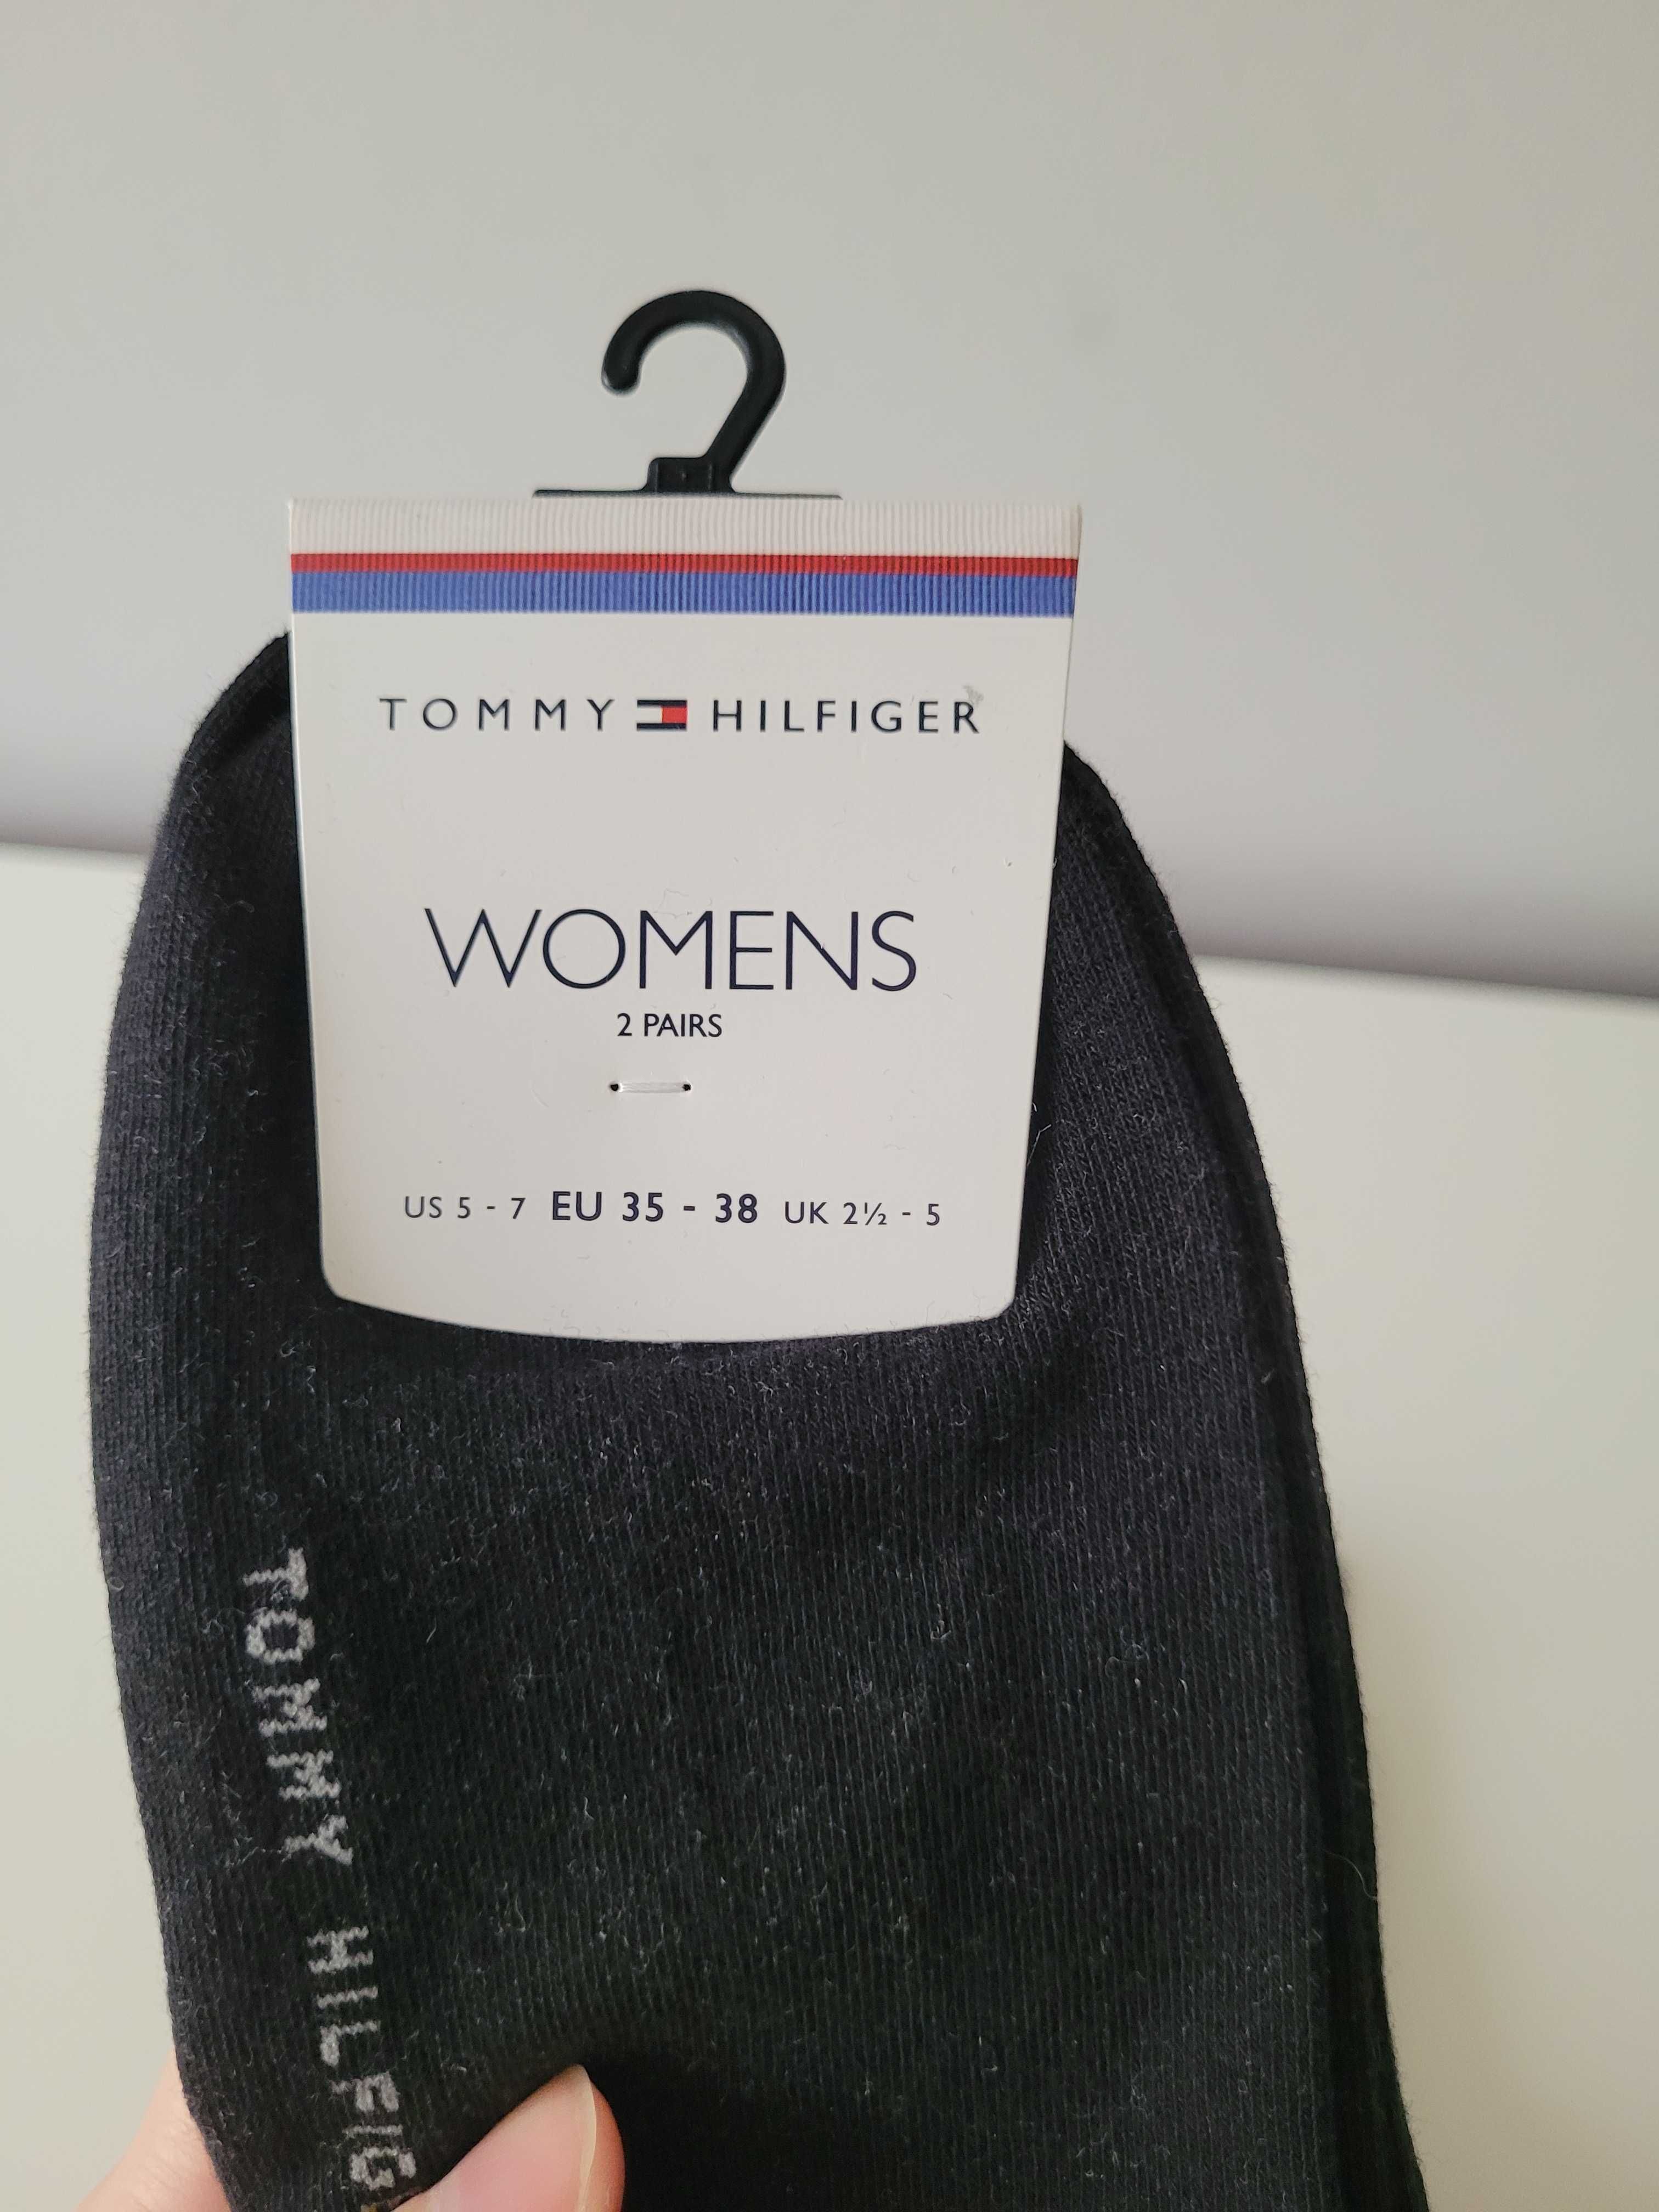 TOMMY HILFIGER
WOMENS
2 PAIRS
US 5 - 7 EU 35 - 38 UK 2½ - 5
TOMMY HILFIG